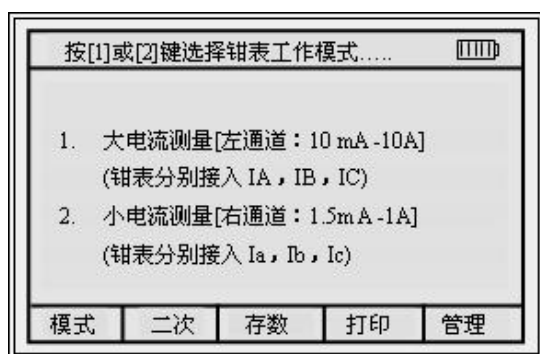 按[1]或[2]键选择钳表工作模式.....
1. 大电流测量[左通道：10 mA -10A]
(钳表分别接入 IA，IB，IC)
2. 小电流测量[右通道：1.5m A -1A]
(钳表分别接入 Ia，Ib，Ic)
模式 二次 存数 打印 管理